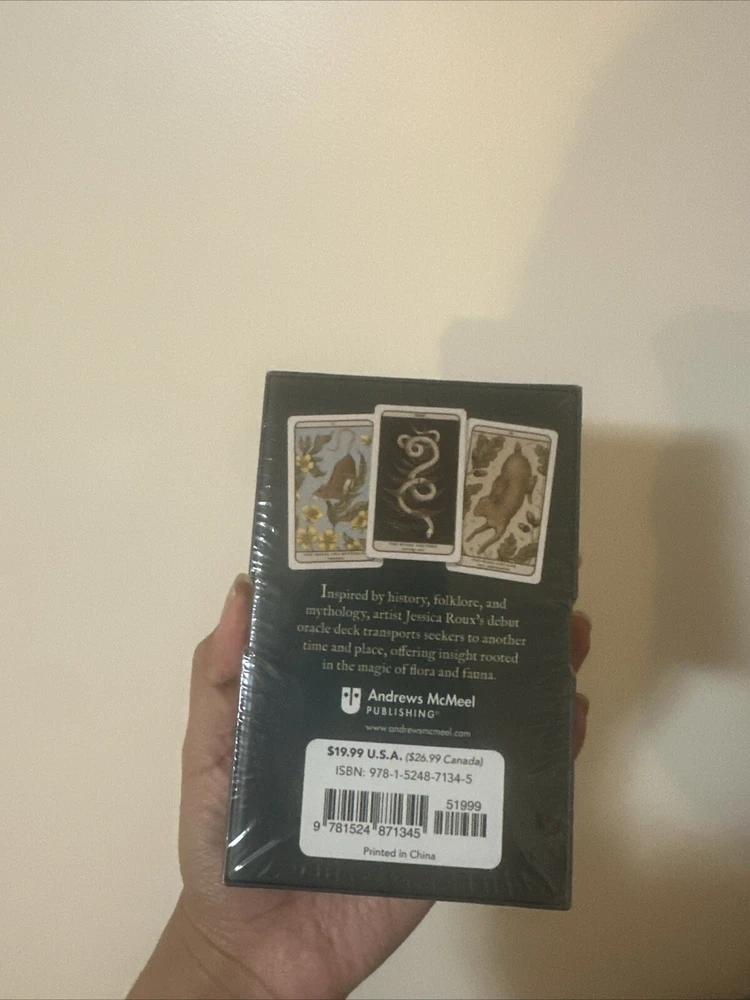 Inspired by history, folklore, and
mythology, artist Jessica Roux's debut
oracle deck transports seekers to another
time and place, offering insight rooted
in the magic of flora and fauna.
Andrews McMeel
PUBLISHING®
www.andrewsmcmeel.com
$19.99 U.S.A. ($26.99 Canada)
ISBN: 978-1-5248-7134-5
51999
9 781524 871345
Printed in China